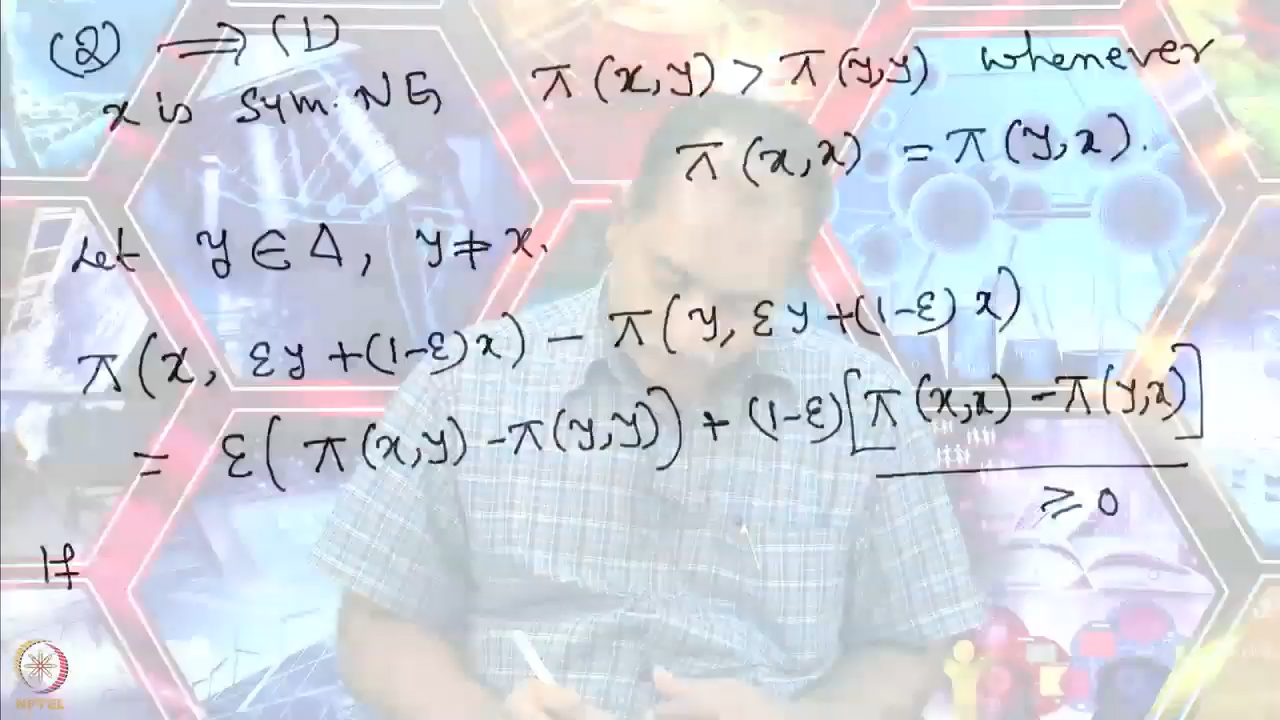 (2) ⟹ (1)
x is sym. NE, π(x,y) > π(y,y) whenever
π(x,x) = π(y,x).
Let y ∈ Δ, y ≠ x.
π(x, εy +(1-ε)x) - π(y, εy +(1-ε)x)
= ε(π(x,y) -π(y,y)) + (1-ε)[π(x,x) -π(y,x)]
≥ 0
If
NPTEL